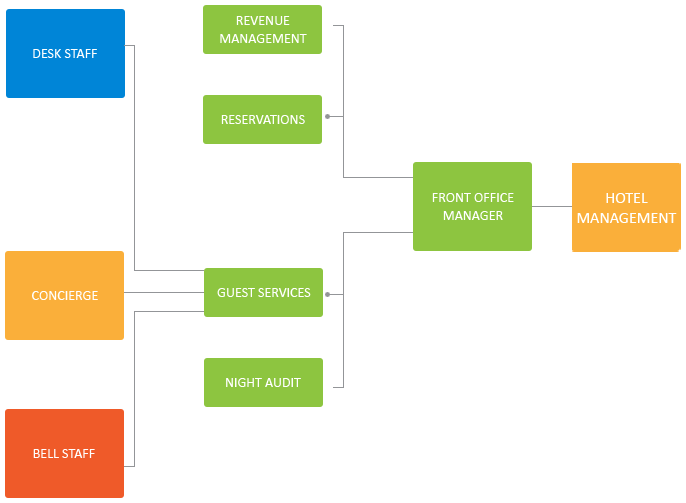 DESK STAFF
REVENUE
MANAGEMENT
RESERVATIONS
FRONT OFFICE
MANAGER
HOTEL
MANAGEMENT
CONCIERGE
GUEST SERVICES
NIGHT AUDIT
BELL STAFF